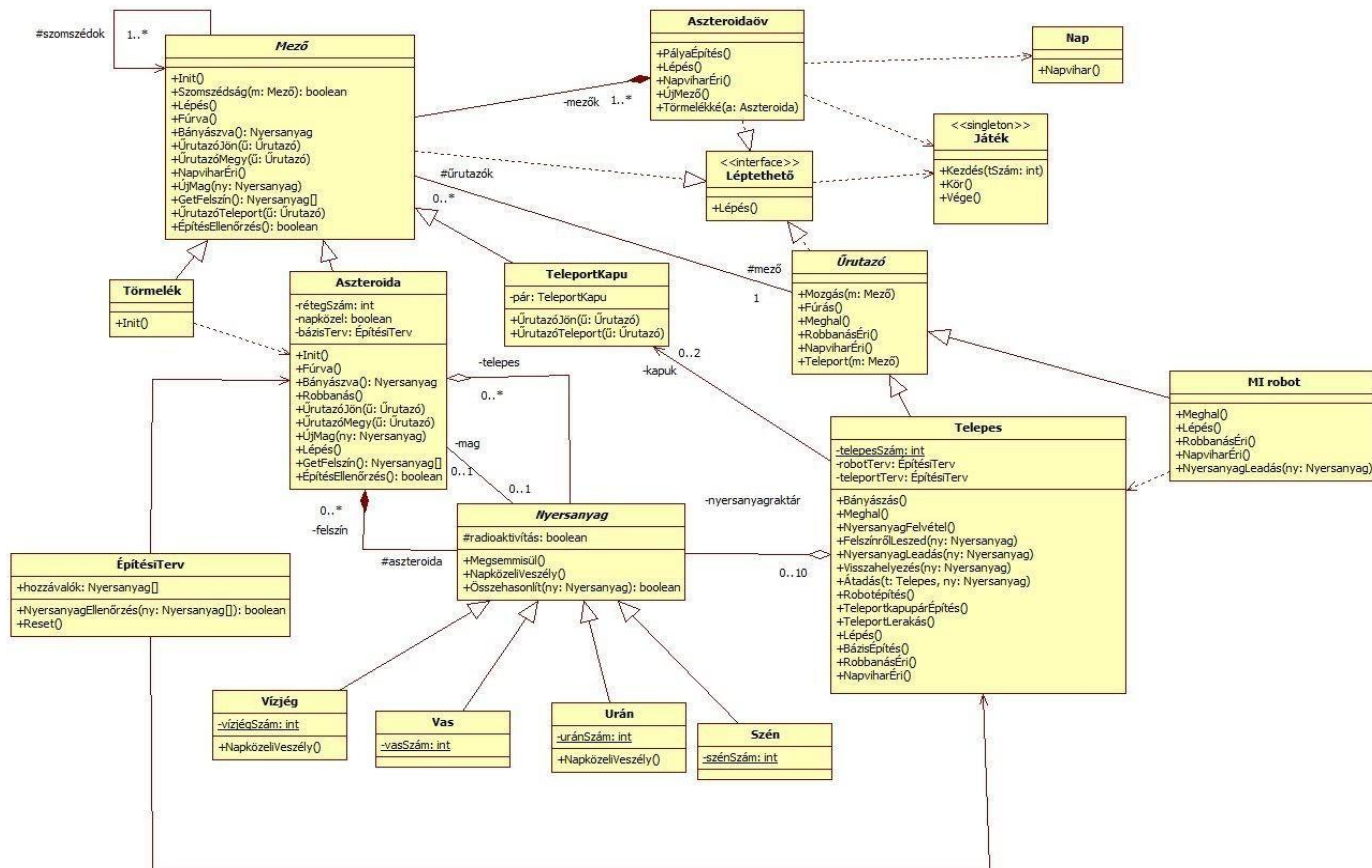 #szomszédok
1..*
Mező
+Init()
+Szomszédság(m: Mező): boolean
+Lépés()
+Fúrva()
+Bányászva(): Nyersanyag
+ŰrutazóJön(ű: Űrutazó)
+ŰrutazóMegy(ű: Űrutazó)
+NapviharÉri()
+ÚjMag(ny: Nyersanyag)
+GetFelszín(): Nyersanyag[]
+ŰrutazóTeleport(ű: Űrutazó)
+ÉpítésEllenőrzés(): boolean
Aszteroidaöv
+PályaÉpítés()
+Lépés()
+NapviharÉri()
+ÚjMező()
+Törmelékké(a: Aszteroida)
-mezők
1..*
Nap
+Napvihar()
<<singleton>>
Játék
+Kezdés(tSzám: int)
+Kör()
+Vége()
<<interface>>
Léptethető
+Lépés()
#űrutazók
0..*
#mező
1
Űrutazó
+Mozgás(m: Mező)
+Fúrás()
+Meghal()
+RobbanásÉri()
+NapviharÉri()
+Teleport(m: Mező)
Törmelék
+Init()
Aszteroida
-rétegSzám: int
-napközel: boolean
-bázisTerv: ÉpítésiTerv
+Init()
+Fúrva()
+Bányászva(): Nyersanyag
+Robbanás()
+ŰrutazóJön(ű: Űrutazó)
+ŰrutazóMegy(ű: Űrutazó)
+ÚjMag(ny: Nyersanyag)
+Lépés()
+GetFelszín(): Nyersanyag[]
+ÉpítésEllenőrzés(): boolean
TeleportKapu
-pár: TeleportKapu
+ŰrutazóJön(ű: Űrutazó)
+ŰrutazóTeleport(ű: Űrutazó)
-telepes
0..*
0..2
-kapuk
MI robot
+Meghal()
+Lépés()
+RobbanásÉri()
+NapviharÉri()
+NyersanyagLeadás(ny: Nyersanyag)
Telepes
-telepesSzám: int
-robotTerv: ÉpítésiTerv
-teleportTerv: ÉpítésiTerv
+Bányászás()
+Meghal()
+NyersanyagFelvétel()
+FelszínrőlLeszed(ny: Nyersanyag)
+NyersanyagLeadás(ny: Nyersanyag)
+Visszahelyezés(ny: Nyersanyag)
+Átadás(t: Telepes, ny: Nyersanyag)
+Robotépítés()
+TeleportkapupárÉpítés()
+TeleportLerakás()
+Lépés()
+BázisÉpítés()
+RobbanásÉri()
+NapviharÉri()
-mag
0..1
0..1
-nyersanyagraktár
0..10
0..*
-felszín
#aszteroida
Nyersanyag
#radioaktivítás: boolean
+Megsemmisül()
+NapközeliVeszély()
+Összehasonlít(ny: Nyersanyag): boolean
ÉpítésiTerv
+hozzávalók: Nyersanyag[]
+NyersanyagEllenőrzés(ny: Nyersanyag[]): boolean
+Reset()
Vízjég
-vízjégSzám: int
+NapközeliVeszély()
Vas
-vasSzám: int
Urán
-uránSzám: int
+NapközeliVeszély()
Szén
-szénSzám: int